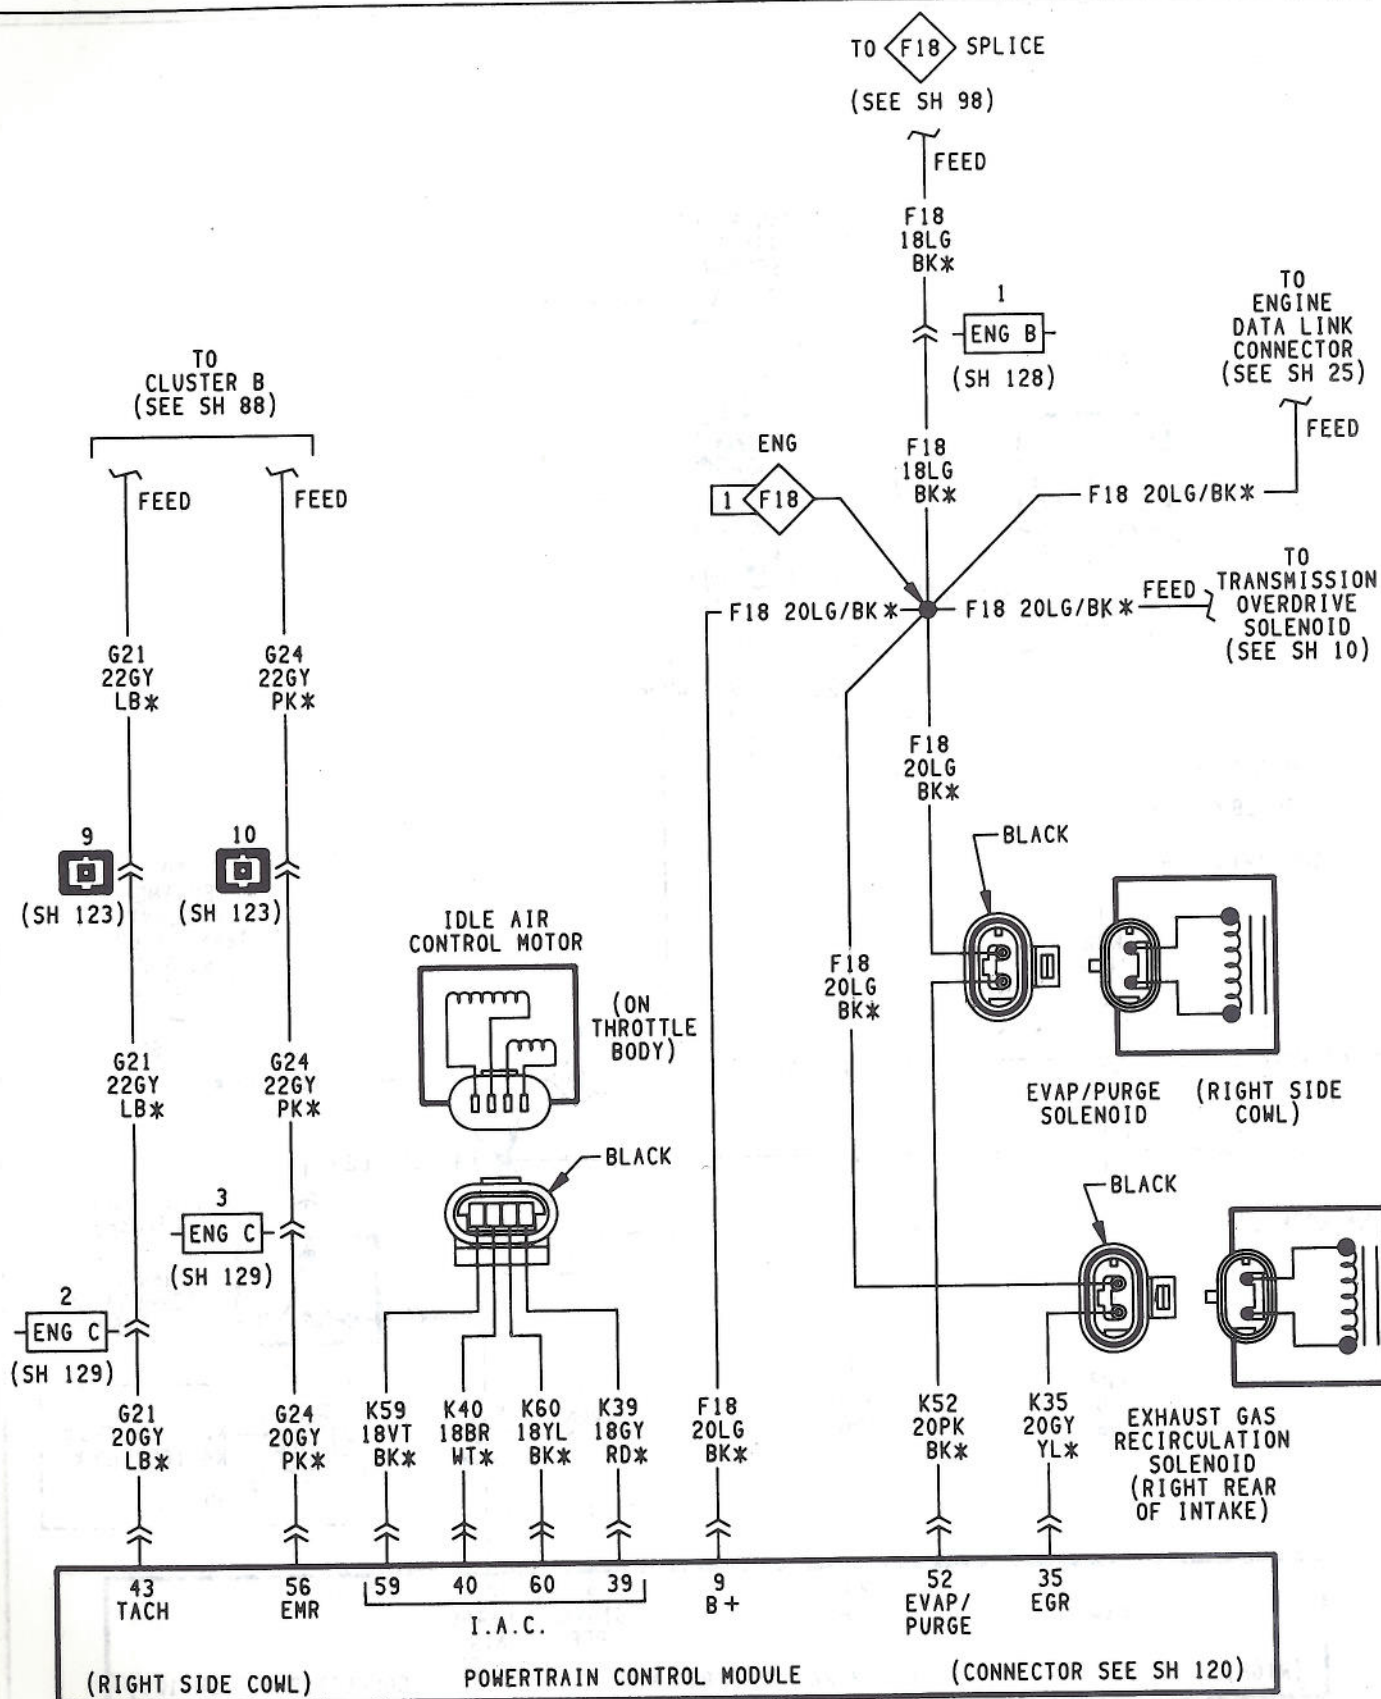 TO F18 SPLICE
(SEE SH 98)
FEED
F18
18LG
BK*
1
ENG B
(SH 128)
TO
ENGINE
DATA LINK
CONNECTOR
(SEE SH 25)
FEED
TO
CLUSTER B
(SEE SH 88)
FEED
FEED
ENG
1 F18
F18
18LG
BK*
F18 20LG/BK*
F18 20LG/BK*
F18 20LG/BK*
FEED
TO
TRANSMISSION
OVERDRIVE
SOLENOID
(SEE SH 10)
G21
22GY
LB*
G24
22GY
PK*
F18
20LG
BK*
9
(SH 123)
10
(SH 123)
BLACK
IDLE AIR
CONTROL MOTOR
(ON
THROTTLE
BODY)
F18
20LG
BK*
G21
22GY
LB*
G24
22GY
PK*
EVAP/PURGE
SOLENOID
(RIGHT SIDE
COWL)
BLACK
BLACK
3
ENG C
(SH 129)
2
ENG C
(SH 129)
G21
20GY
LB*
G24
20GY
PK*
K59
18VT
BK*
K40
18BR
WT*
K60
18YL
BK*
K39
18GY
RD*
F18
20LG
BK*
K52
20PK
BK*
K35
20GY
YL*
EXHAUST GAS
RECIRCULATION
SOLENOID
(RIGHT REAR
OF INTAKE)
43
TACH
56
EMR
59
40
60
39
I.A.C.
9
B+
52
EVAP/
PURGE
35
EGR
(RIGHT SIDE COWL)
POWERTRAIN CONTROL MODULE
(CONNECTOR SEE SH 120)